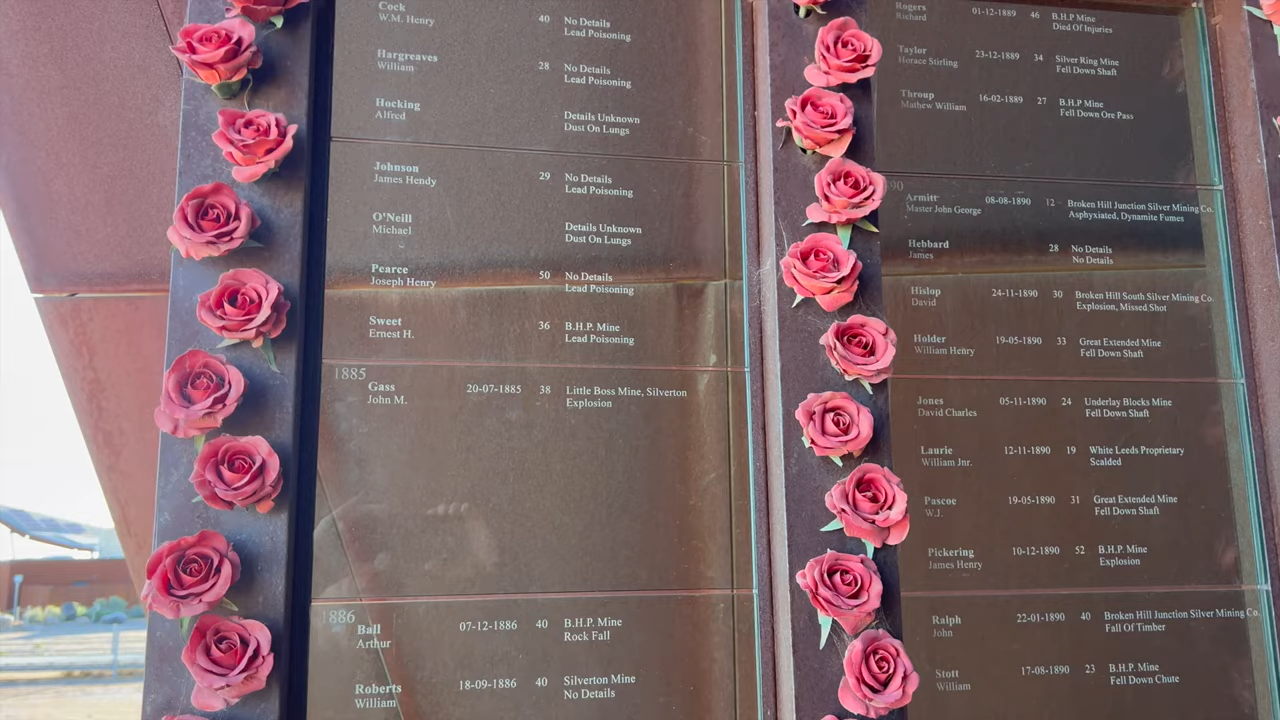 Cock
W.M. Henry 40 No Details
Lead Poisoning
Hargreaves
William 28 No Details
Lead Poisoning
Hocking
Alfred Details Unknown
Dust On Lungs
Johnson 29 No Details
James Hendy Lead Poisoning
O'Neill Details Unknown
Michael Dust On Lungs
Pearce 50 No Details
Joseph Henry Lead Poisoning
Sweet 36 B.H.P. Mine
Ernest H. Lead Poisoning
1885
Gass 20-07-1885 38 Little Boss Mine, Silverton
John M. Explosion
1886
Ball 07-12-1886 40 B.H.P. Mine
Arthur Rock Fall
Roberts 18-09-1886 40 Silverton Mine
William No Details
Rogers 01-12-1889 46 B.H.P Mine
Richard Died Of Injuries
Taylor 23-12-1889 34 Silver Ring Mine
Horace Stirling Fell Down Shaft
Throup 16-02-1889 27 B.H.P Mine
Mathew William Fell Down Ore Pass
90
Armitt 08-08-1890 12 Broken Hill Junction Silver Mining Co.
Master John George Asphyxiated, Dynamite Fumes
Hebbard 28 No Details
James No Details
Hislop 24-11-1890 30 Broken Hill South Silver Mining Co.
David Explosion, Missed Shot
Holder 19-05-1890 33 Great Extended Mine
William Henry Fell Down Shaft
Jones 05-11-1890 24 Underlay Blocks Mine
David Charles Fell Down Shaft
Laurie 12-11-1890 19 White Leeds Proprietary
William Jnr. Scalded
Pascoe 19-05-1890 31 Great Extended Mine
W.J. Fell Down Shaft
Pickering 10-12-1890 52 B.H.P. Mine
James Henry Explosion
Ralph 22-01-1890 40 Broken Hill Junction Silver Mining Co.
John Fall Of Timber
Stott 17-08-1890 23 B.H.P. Mine
William Fell Down Chute